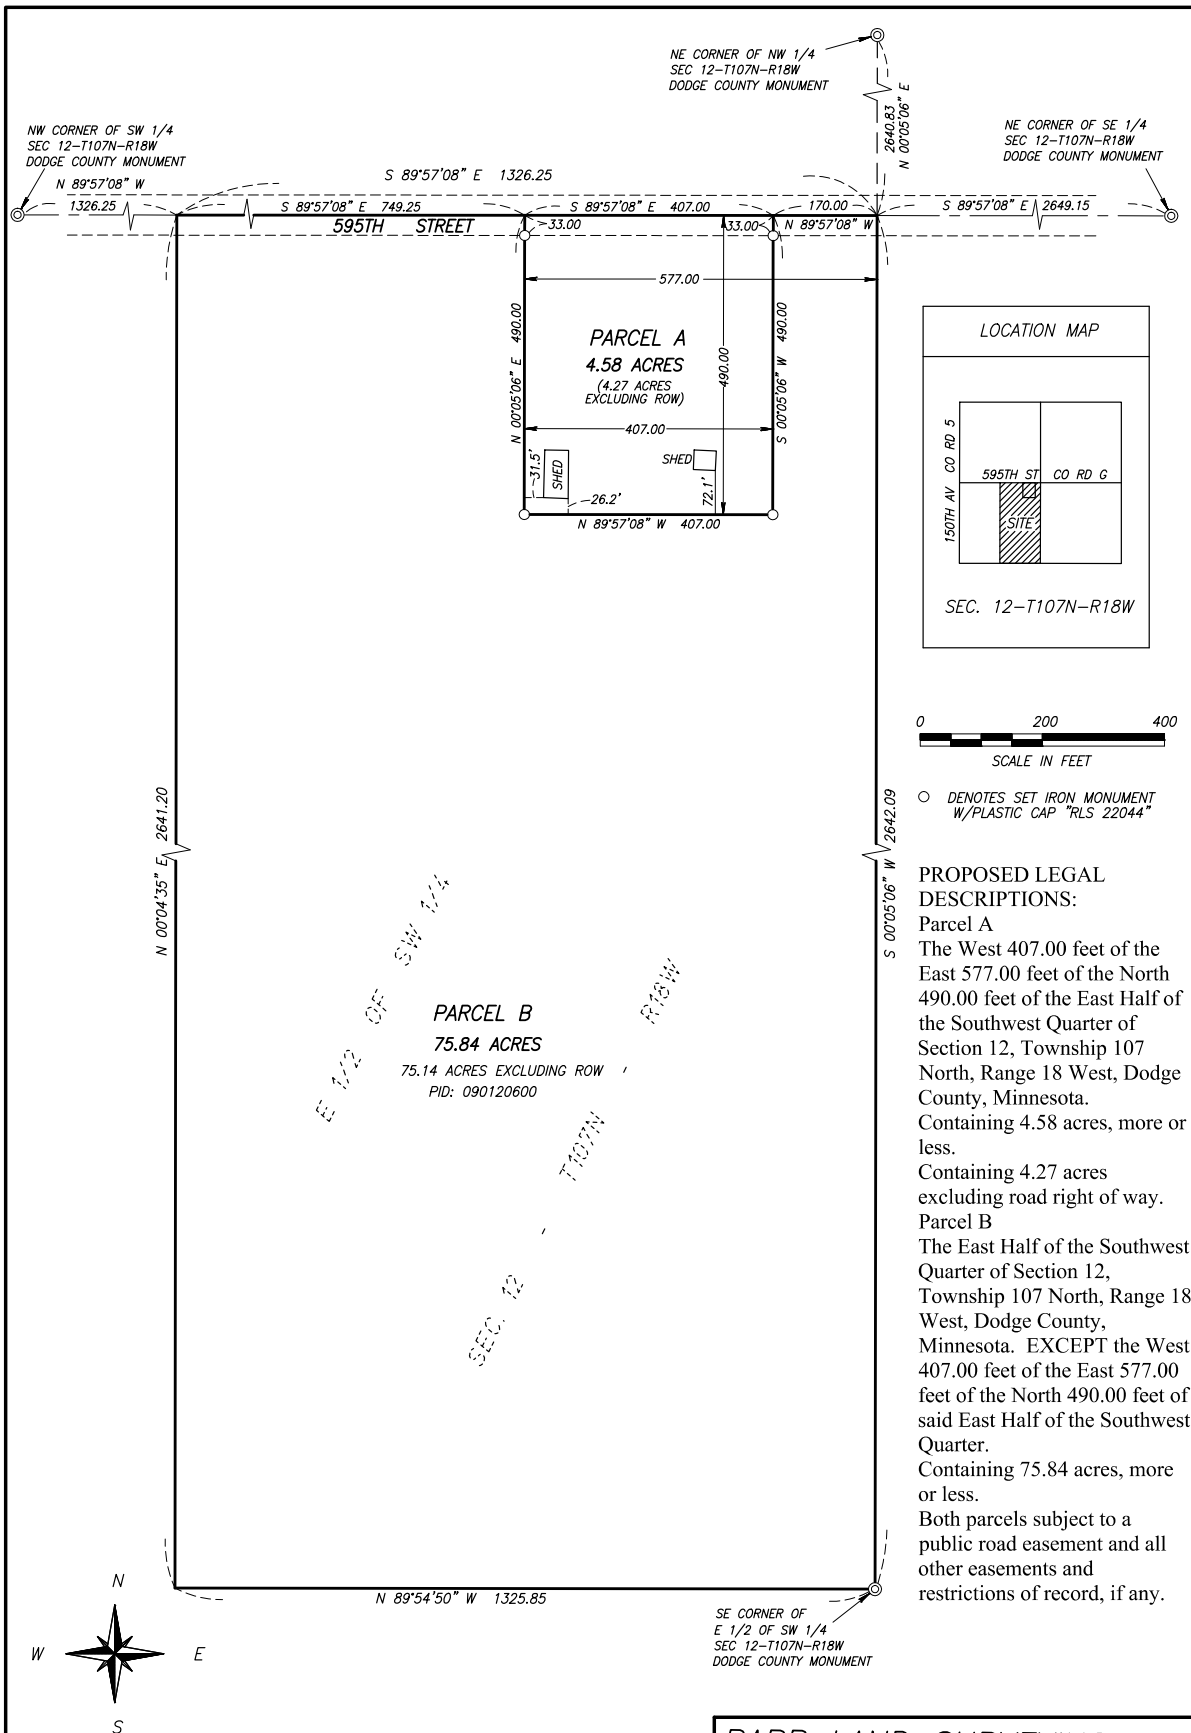 NE CORNER OF NW 1/4
SEC 12-T107N-R18W
DODGE COUNTY MONUMENT
2640.83
N 00°05'06" E
NW CORNER OF SW 1/4
SEC 12-T107N-R18W
DODGE COUNTY MONUMENT
NE CORNER OF SE 1/4
SEC 12-T107N-R18W
DODGE COUNTY MONUMENT
N 89°57'08" W
1326.25
S 89°57'08" E 1326.25
S 89°57'08" E 749.25
S 89°57'08" E 407.00
170.00
S 89°57'08" E 2649.15
595TH STREET
33.00
33.00
N 89°57'08" W
577.00
N 00°05'06" E 490.00
PARCEL A
4.58 ACRES
(4.27 ACRES
EXCLUDING ROW)
490.00
S 00°05'06" W 490.00
407.00
31.5'
SHED
26.2'
SHED
72.1'
N 89°57'08" W 407.00
LOCATION MAP
150TH AV CO RD 5
595TH ST
CO RD G
SITE
SEC. 12-T107N-R18W
0 200 400
SCALE IN FEET
DENOTES SET IRON MONUMENT
W/PLASTIC CAP "RLS 22044"
N 00°04'35" E 2641.20
S 00°05'06" W 2642.09
E 1/2 OF SW 1/4
SEC. 12 - T107N - R18W
PARCEL B
75.84 ACRES
75.14 ACRES EXCLUDING ROW
PID: 090120600
PROPOSED LEGAL
DESCRIPTIONS:
Parcel A
The West 407.00 feet of the
East 577.00 feet of the North
490.00 feet of the East Half of
the Southwest Quarter of
Section 12, Township 107
North, Range 18 West, Dodge
County, Minnesota.
Containing 4.58 acres, more or
less.
Containing 4.27 acres
excluding road right of way.
Parcel B
The East Half of the Southwest
Quarter of Section 12,
Township 107 North, Range 18
West, Dodge County,
Minnesota. EXCEPT the West
407.00 feet of the East 577.00
feet of the North 490.00 feet of
said East Half of the Southwest
Quarter.
Containing 75.84 acres, more
or less.
Both parcels subject to a
public road easement and all
other easements and
restrictions of record, if any.
N 89°54'50" W 1325.85
SE CORNER OF
E 1/2 OF SW 1/4
SEC 12-T107N-R18W
DODGE COUNTY MONUMENT
N
W E
S
LAND